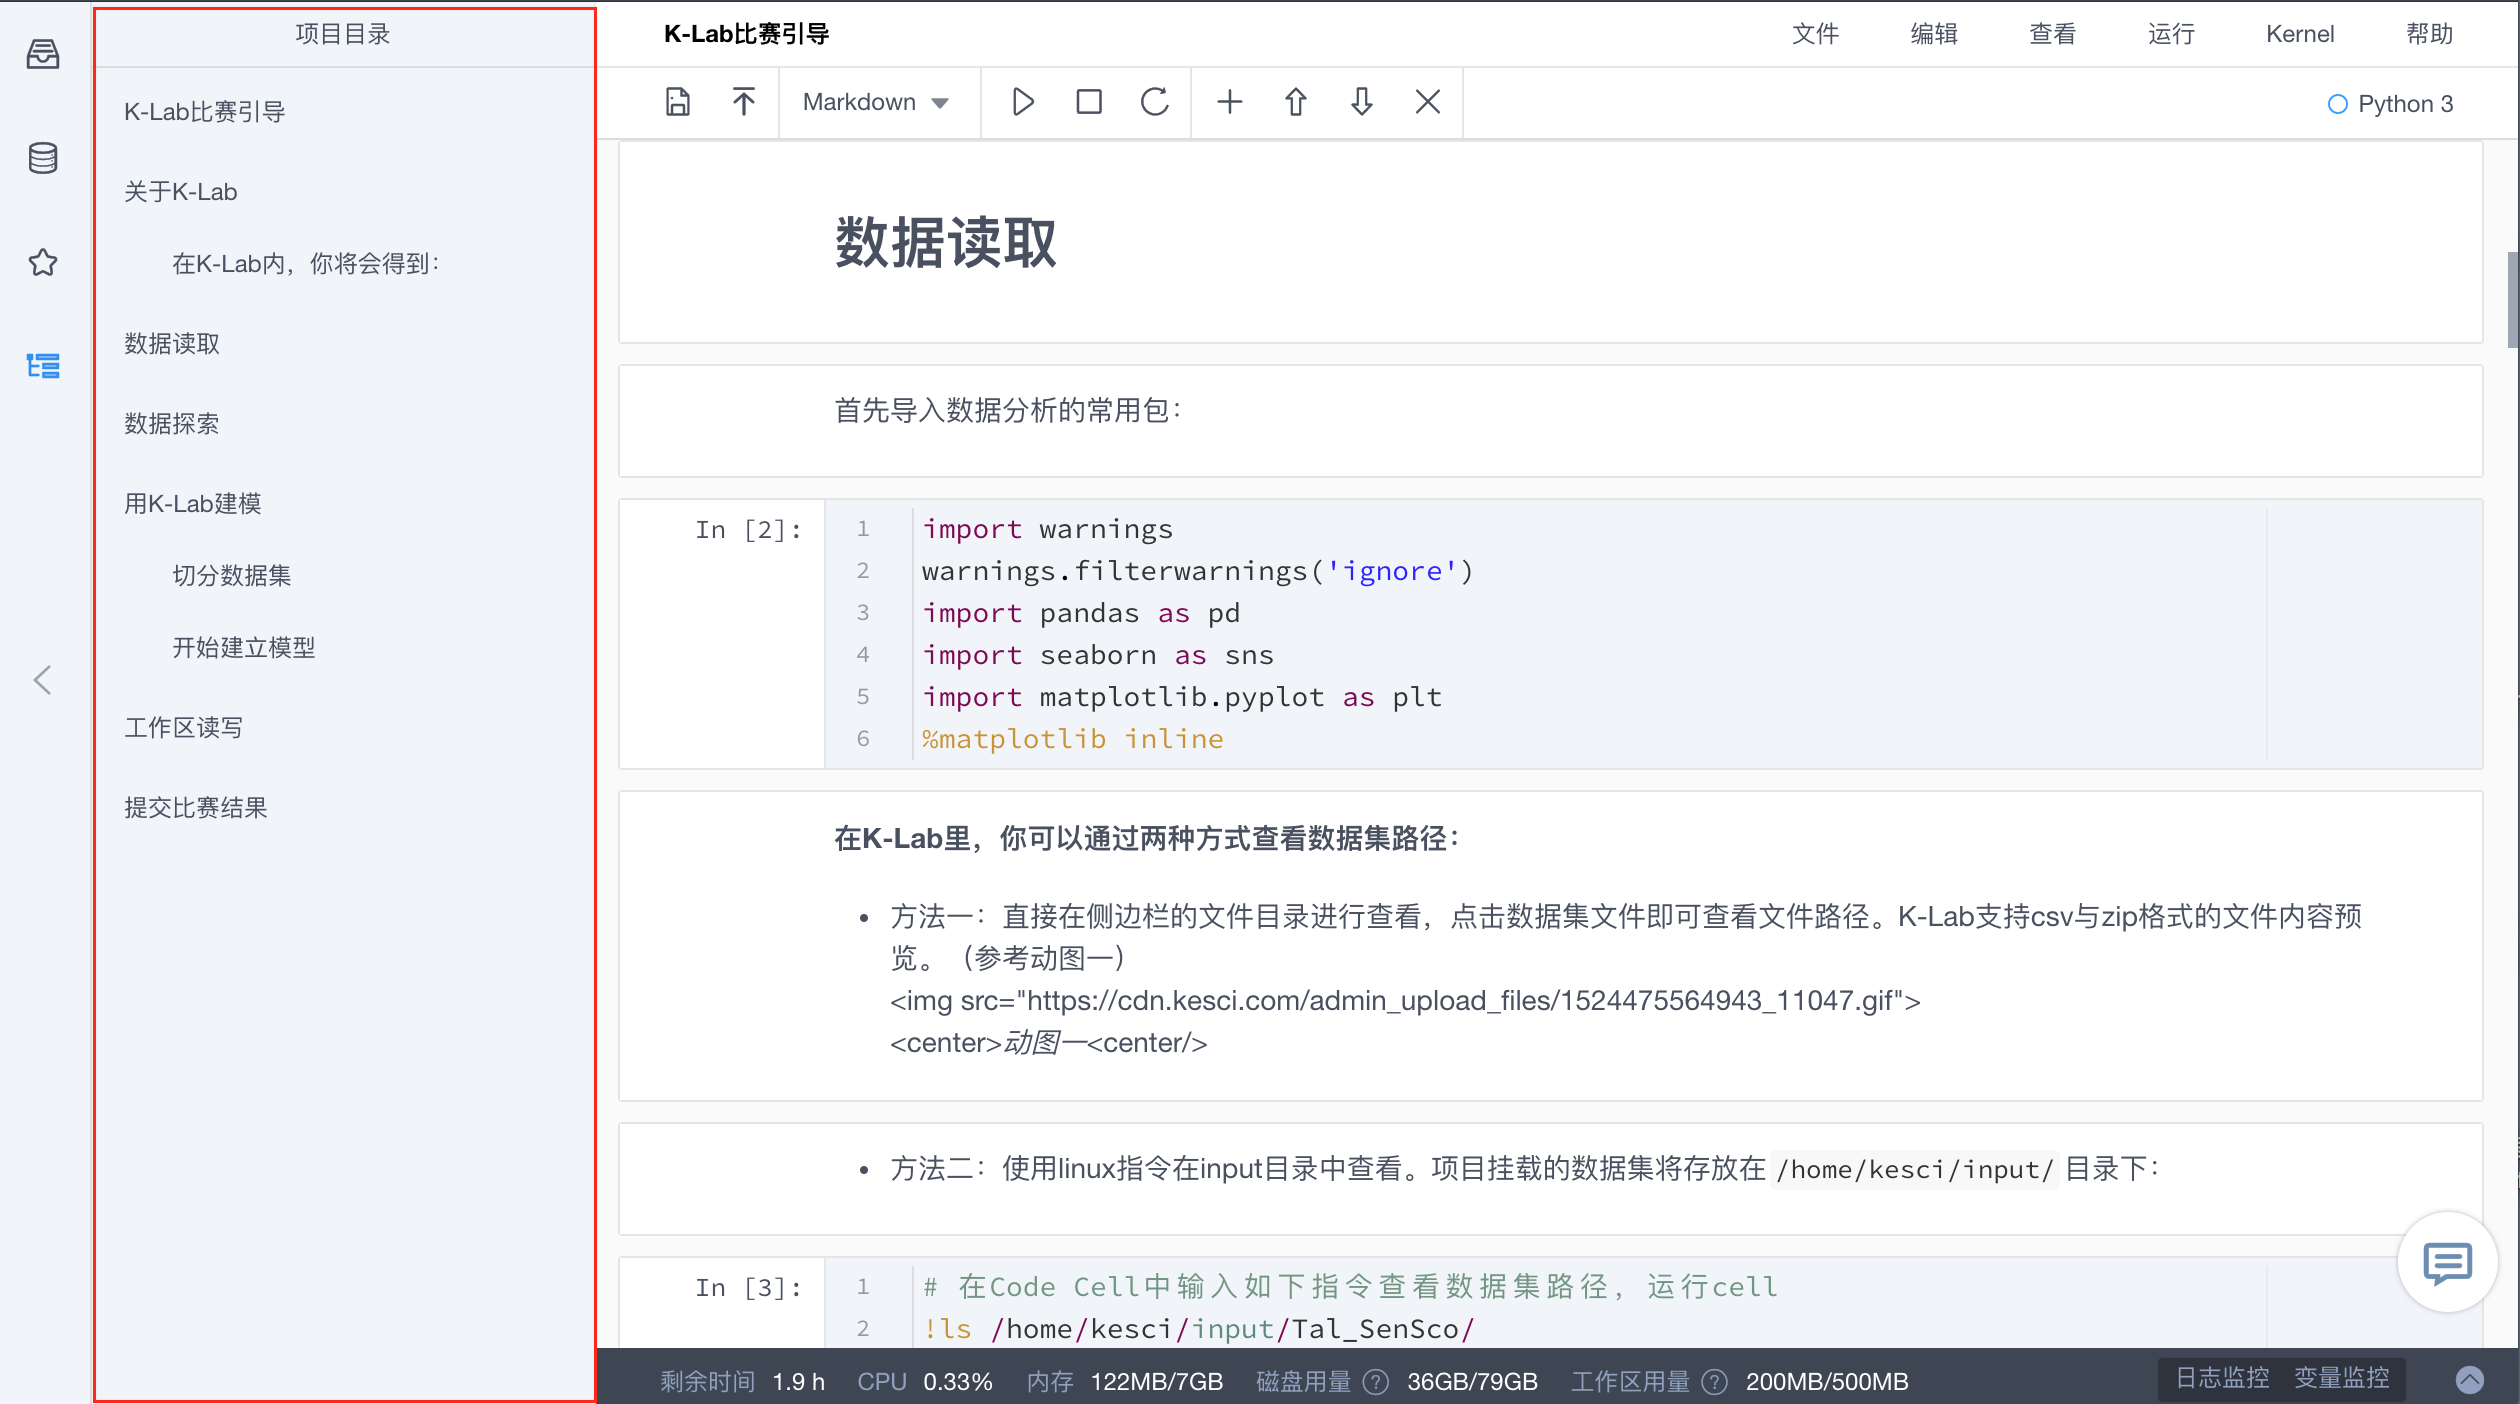 项目目录
K-Lab比赛引导
关于K-Lab
在K-Lab内，你将会得到：
数据读取
数据探索
用K-Lab建模
切分数据集
开始建立模型
工作区读写
提交比赛结果
K-Lab比赛引导
文件 编辑 查看 运行 Kernel 帮助
Markdown
Python 3
数据读取
首先导入数据分析的常用包：
In [2]:
1 import warnings
2 warnings.filterwarnings('ignore')
3 import pandas as pd
4 import seaborn as sns
5 import matplotlib.pyplot as plt
6 %matplotlib inline
在K-Lab里，你可以通过两种方式查看数据集路径：
• 方法一：直接在侧边栏的文件目录进行查看，点击数据集文件即可查看文件路径。K-Lab支持csv与zip格式的文件内容预
览。（参考动图一）
<img src="https://cdn.kesci.com/admin_upload_files/1524475564943_11047.gif">
<center>动图一<center/>
• 方法二：使用linux指令在input目录中查看。项目挂载的数据集将存放在 /home/kesci/input/ 目录下：
In [3]:
1 # 在Code Cell中输入如下指令查看数据集路径，运行cell
2 !ls /home/kesci/input/Tal_SenSco/
剩余时间 1.9 h CPU 0.33% 内存 122MB/7GB 磁盘用量 ? 36GB/79GB 工作区用量 ? 200MB/500MB 日志监控 变量监控